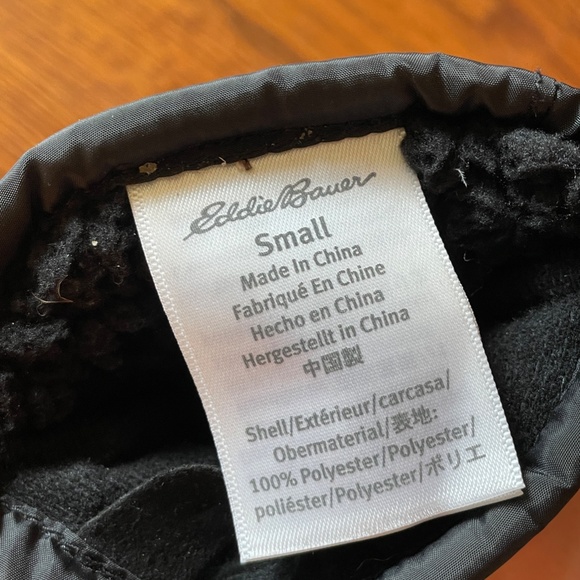 Eddie Bauer
Small
Made In China
Fabriqué En Chine
Hecho en China
Hergestellt in China
中国製
Shell/Extérieur/carcasa/
Obermaterial/表地:
100% Polyester/Polyester/
poliéster/Polyester/ポリエ